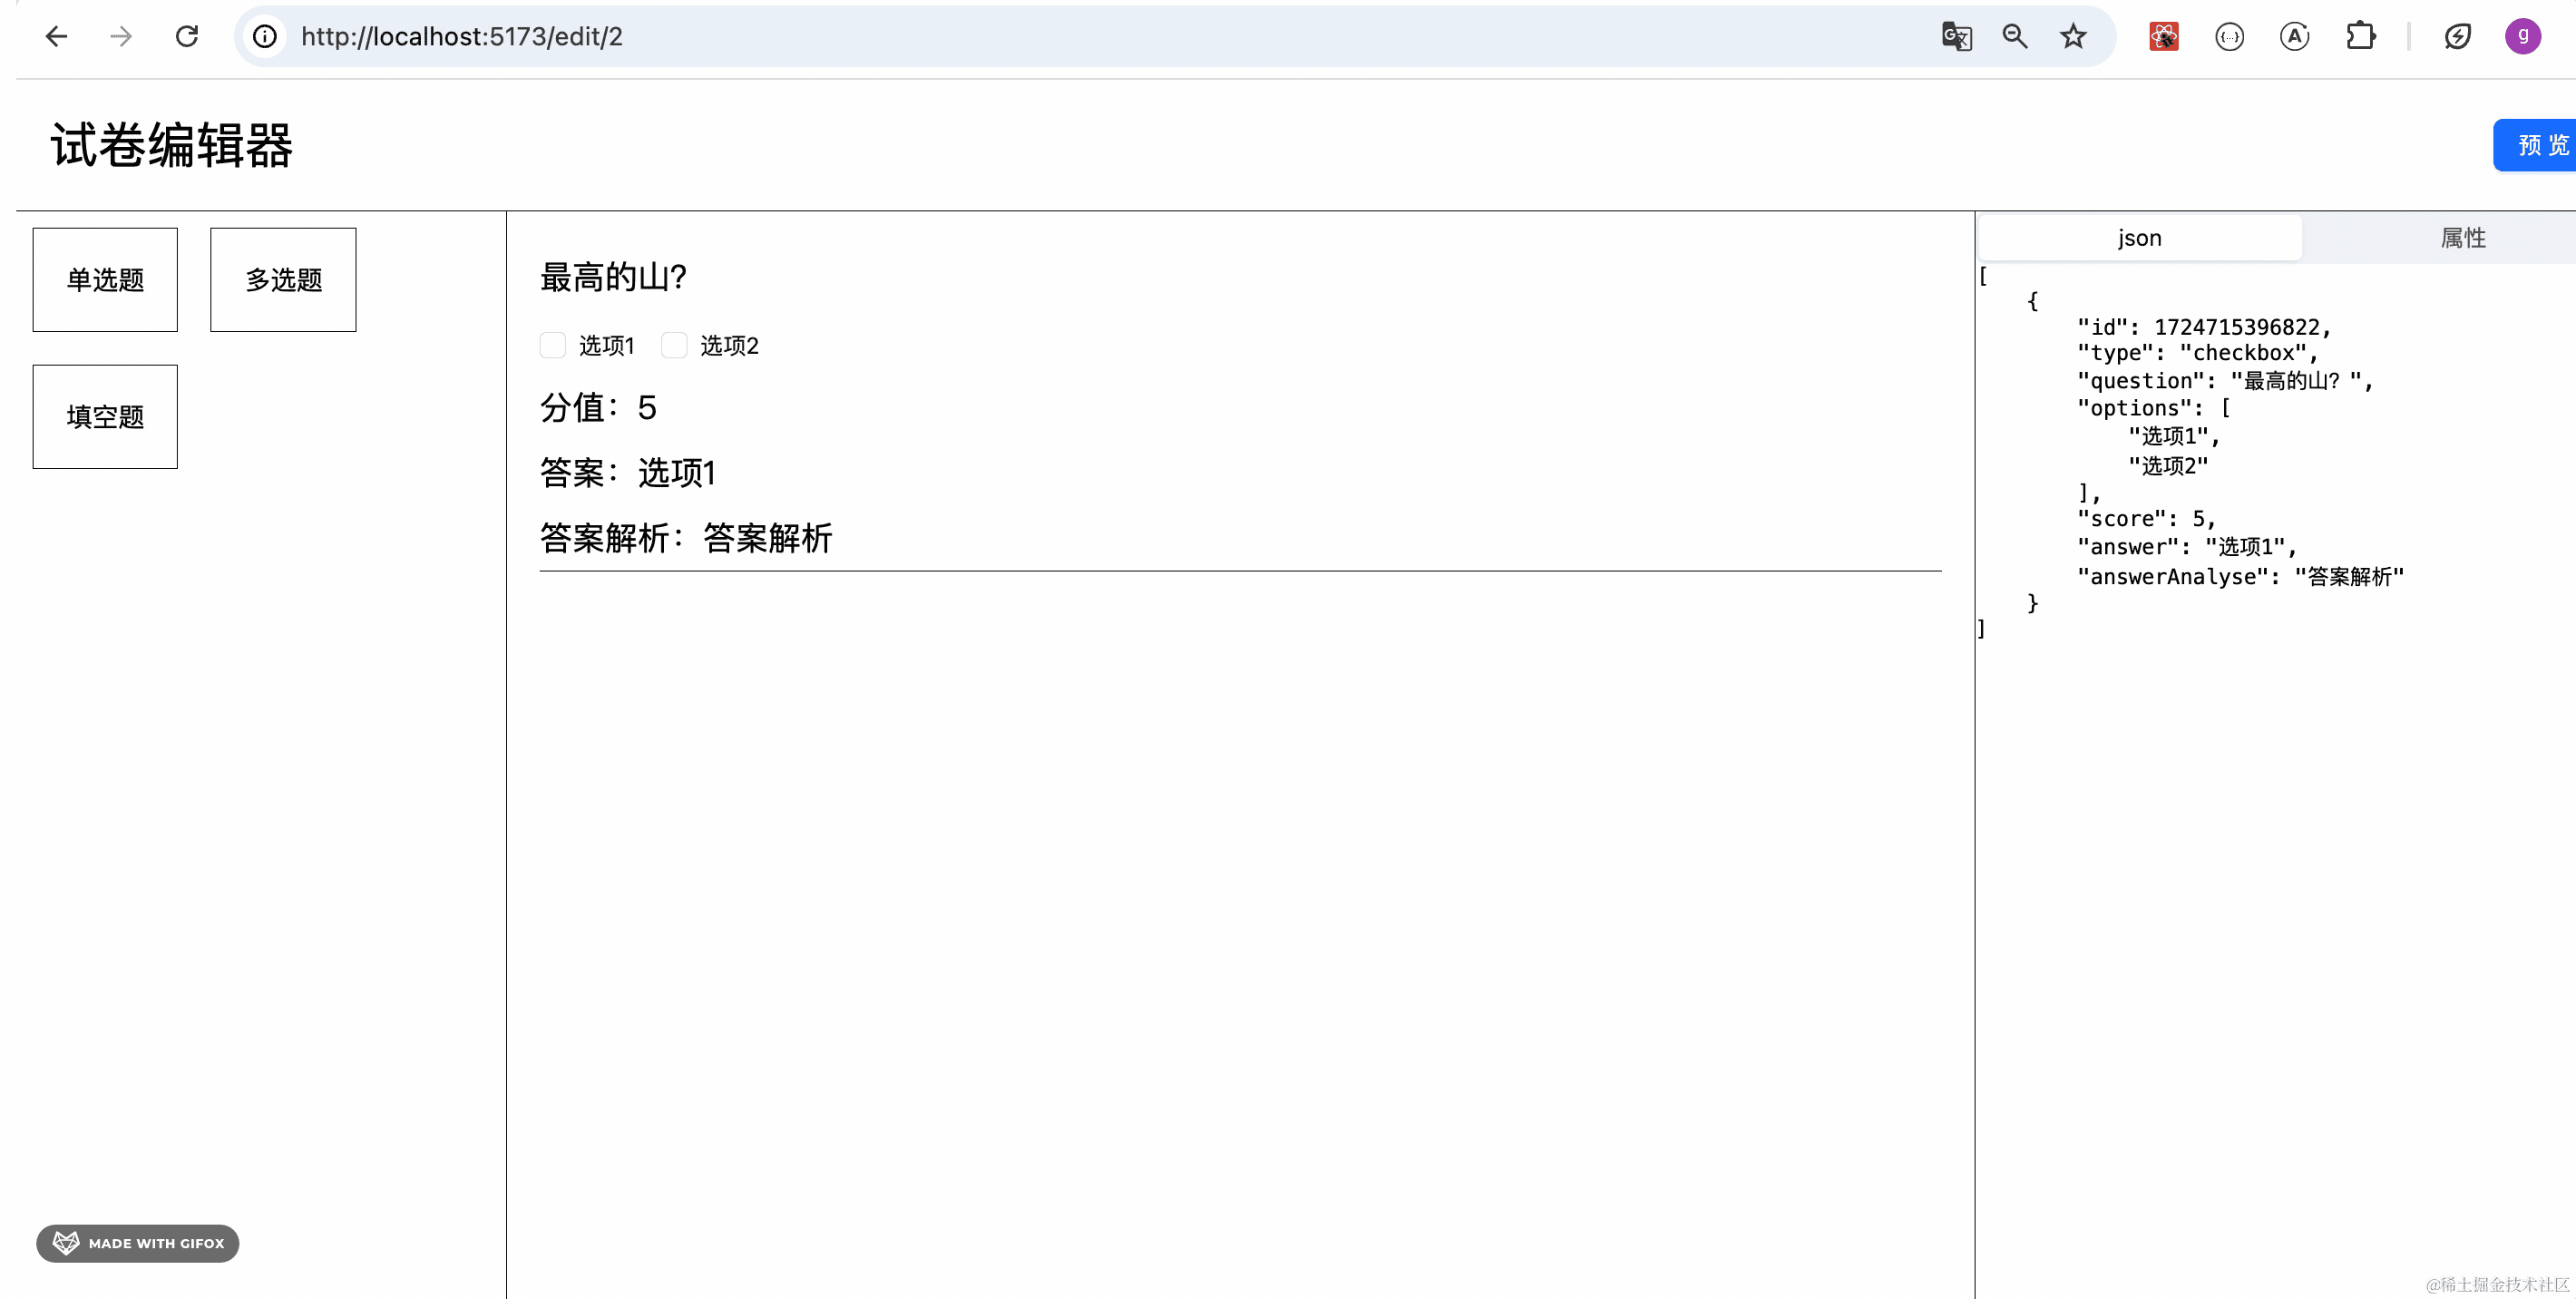 http://localhost:5173/edit/2
g
试卷编辑器
预 览
单选题
多选题
填空题
最高的山？
选项1
选项2
分值：5
答案：选项1
答案解析：答案解析
json
属性
[
{
"id": 1724715396822,
"type": "checkbox",
"question": "最高的山？",
"options": [
"选项1",
"选项2"
],
"score": 5,
"answer": "选项1",
"answerAnalyse": "答案解析"
}
]
MADE WITH GIFOX
@稀土掘金技术社区